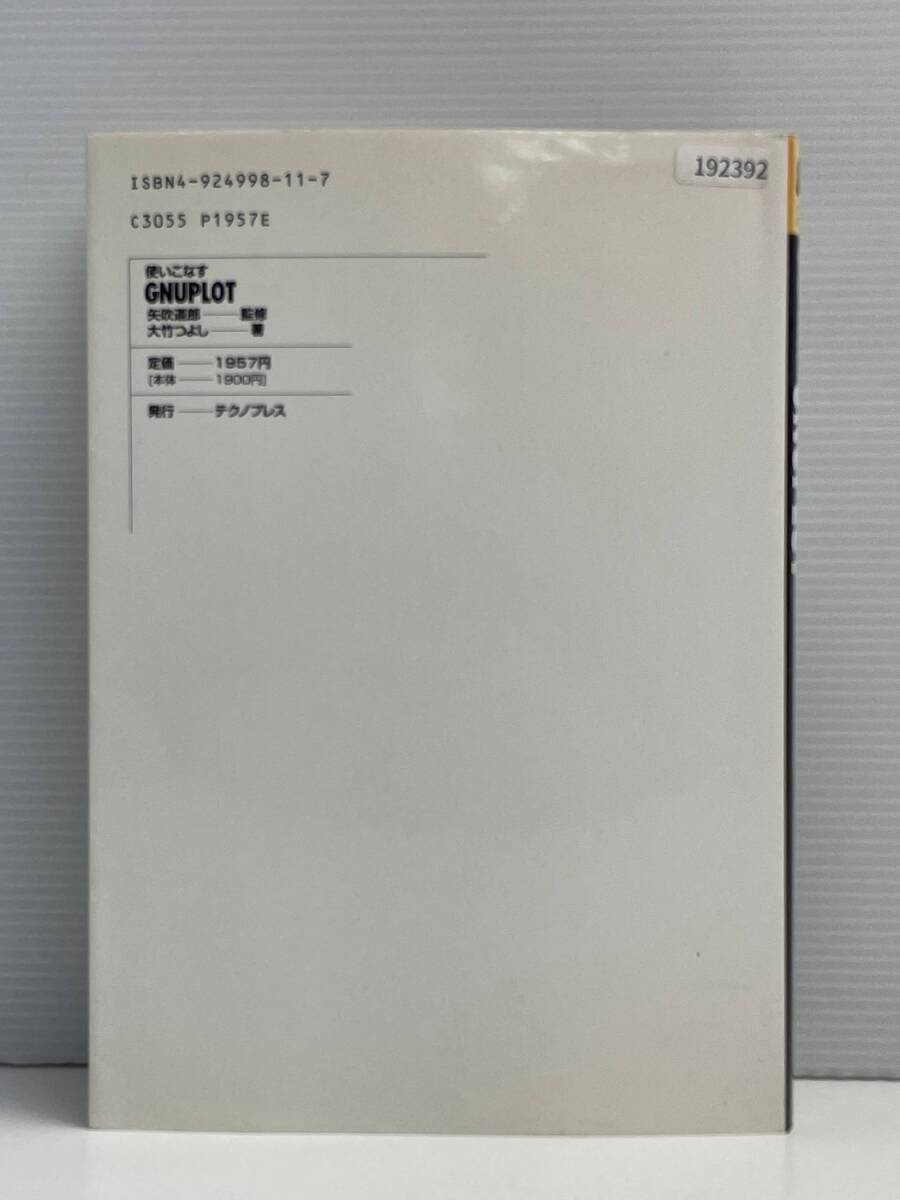 192392
ISBN4-924998-11-7
C3055 P1957E
使いこなす
GNUPLOT
矢吹道郎——監修
大竹つよし——著
定価——1957円
[本体——1900円]
発行——テクノプレス